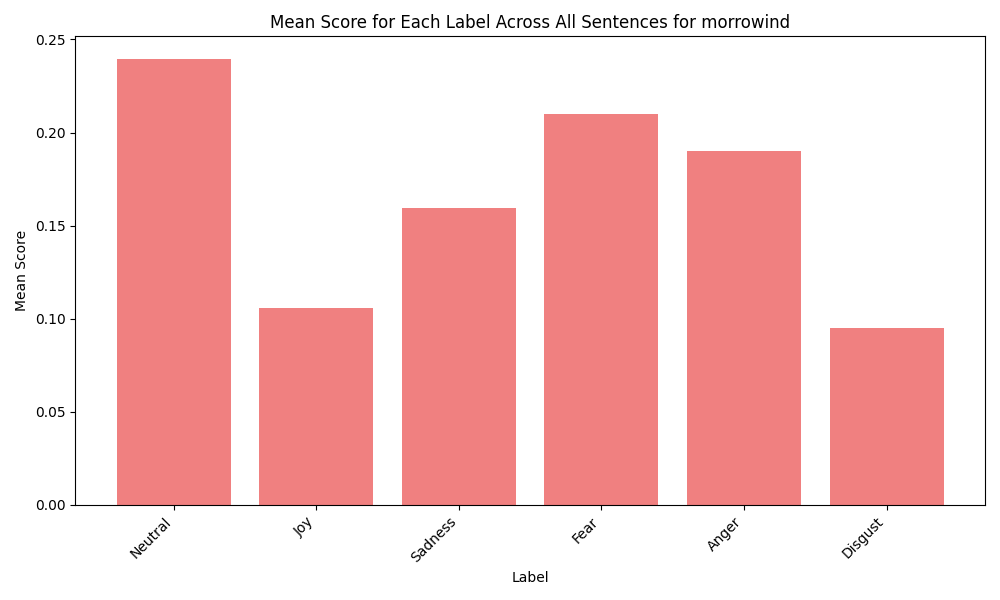 Mean Score for Each Label Across All Sentences for morrowind
0.25
0.20
0.15
0.10
0.05
0.00
Mean Score
Neutral
Joy
Sadness
Fear
Anger
Disgust
Label